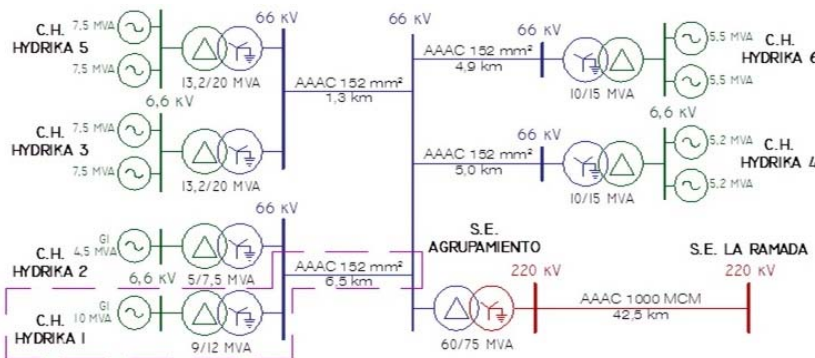 66 kV
66 kV
C.H.
HYDRIKA 5
7,5 MVA
7,5 MVA
13,2/20 MVA
6,6 kV
AAAC 152 mm²
1,3 km
AAAC 152 mm²
4,9 km
66 kV
10/15 MVA
5,5 MVA
5,5 MVA
6,6 kV
C.H.
HYDRIKA 6
C.H.
HYDRIKA 3
7,5 MVA
7,5 MVA
13,2/20 MVA
AAAC 152 mm²
5,0 km
66 kV
10/15 MVA
5,2 MVA
5,2 MVA
C.H.
HYDRIKA 4
66 kV
C.H.
HYDRIKA 2
G1
4,5 MVA
6,6 kV
5/7,5 MVA
AAAC 152 mm²
6,5 km
C.H.
HYDRIKA 1
G1
10 MVA
9/12 MVA
S.E.
AGRUPAMIENTO
60/75 MVA
220 kV
AAAC 1000 MCM
42,5 km
S.E. LA RAMADA
220 kV